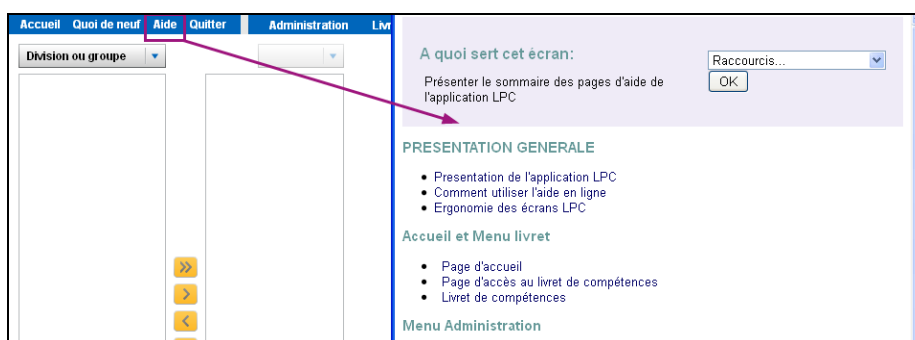 Accueil Quoi de neuf Aide Quitter Administration
Division ou groupe
A quoi sert cet écran:
Raccourcis...
Présenter le sommaire des pages d'aide de
l'application LPC
OK
PRESENTATION GENERALE
• Presentation de l'application LPC
• Comment utiliser l'aide en ligne
• Ergonomie des écrans LPC
Accueil et Menu livret
• Page d'accueil
• Page d'accès au livret de compétences
• Livret de compétences
Menu Administration